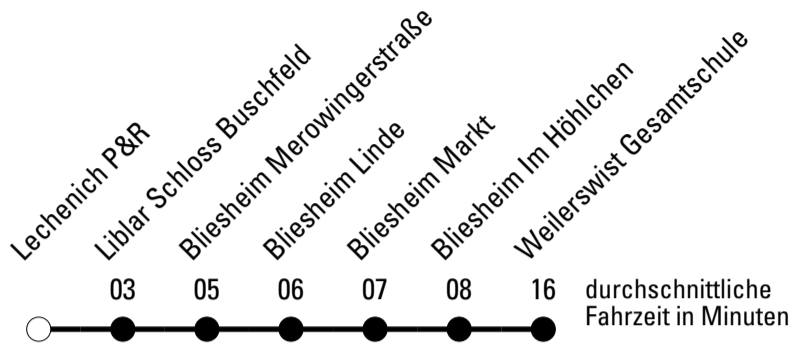 Lechenich P&R
Liblar Schloss Buschfeld
Bliesheim Merowingerstraße
Bliesheim Linde
Bliesheim Markt
Bliesheim Im Höhlchen
Weilerswist Gesamtschule
03 05 06 07 08 16 durchschnittliche
Fahrzeit in Minuten